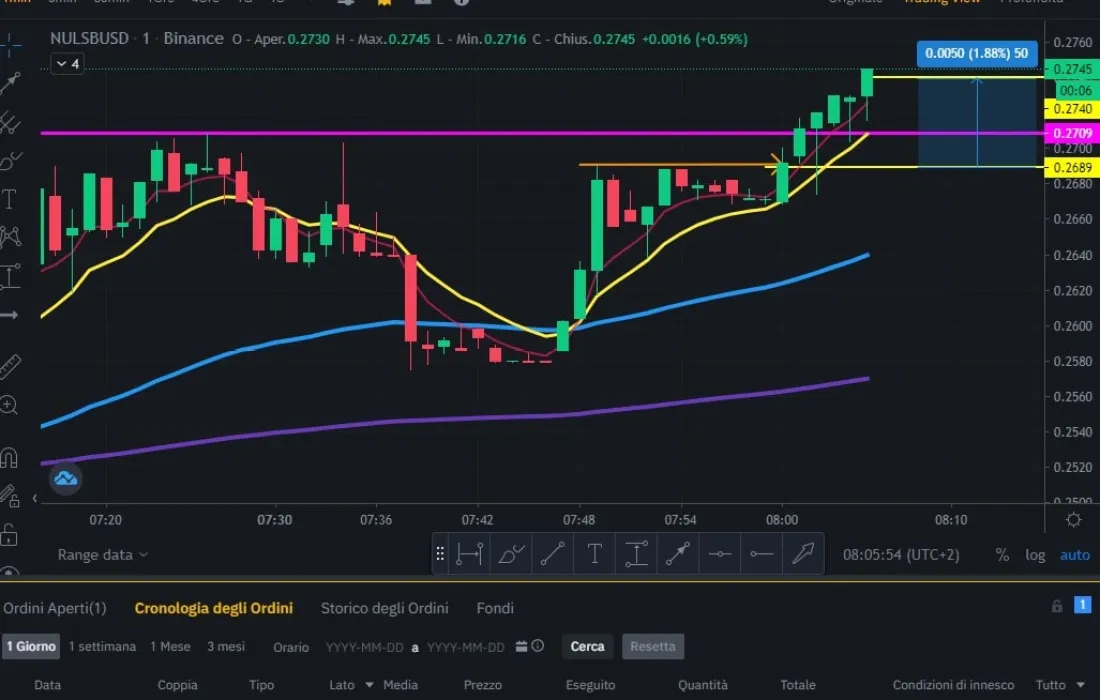 NULSBUSD · 1 · Binance O - Aper.0.2730 H - Max.0.2745 L - Min.0.2716 C - Chius.0.2745 +0.0016 (+0.59%)
4
0.0050 (1.88%) 50
0.2760
0.2745
00:06
0.2740
0.2709
0.2700
0.2689
0.2680
0.2660
0.2640
0.2620
0.2600
0.2580
0.2560
0.2540
0.2520
0.2500
07:20 07:30 07:36 07:42 07:48 07:54 08:00 08:10
Range data 08:05:54 (UTC+2) % log auto
Ordini Aperti(1) Cronologia degli Ordini Storico degli Ordini Fondi 1
1 Giorno 1 settimana 1 Mese 3 mesi Orario YYYY-MM-DD a YYYY-MM-DD Cerca Resetta
Data Coppia Tipo Lato Media Prezzo Eseguito Quantità Totale Condizioni di innesco Tutto